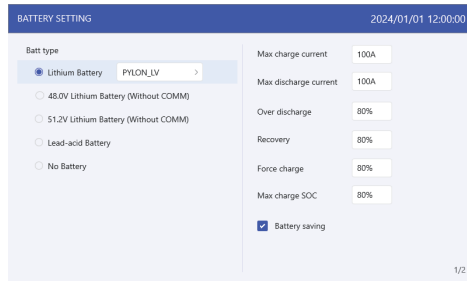 BATTERY SETTING
2024/01/01 12:00:00
Batt type
Lithium Battery PYLON_LV >
48.0V Lithium Battery (Without COMM)
51.2V Lithium Battery (Without COMM)
Lead-acid Battery
No Battery
Max charge current 100A
Max discharge current 100A
Over discharge 80%
Recovery 80%
Force charge 80%
Max charge SOC 80%
Battery saving
1/2